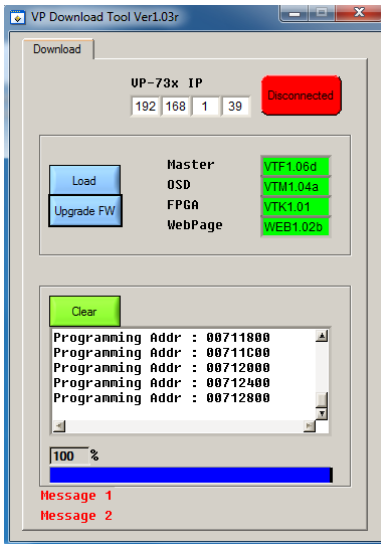 VP Download Tool Ver1.03r
Download
VP-73x IP
192 168 1 39
Disconnected
Load
Upgrade FW
Master VTF1.06d
OSD VTM1.04a
FPGA VTK1.01
WebPage WEB1.02b
Clear
Programming Addr : 00711800
Programming Addr : 00711C00
Programming Addr : 00712000
Programming Addr : 00712400
Programming Addr : 00712800
100 %
Message 1
Message 2